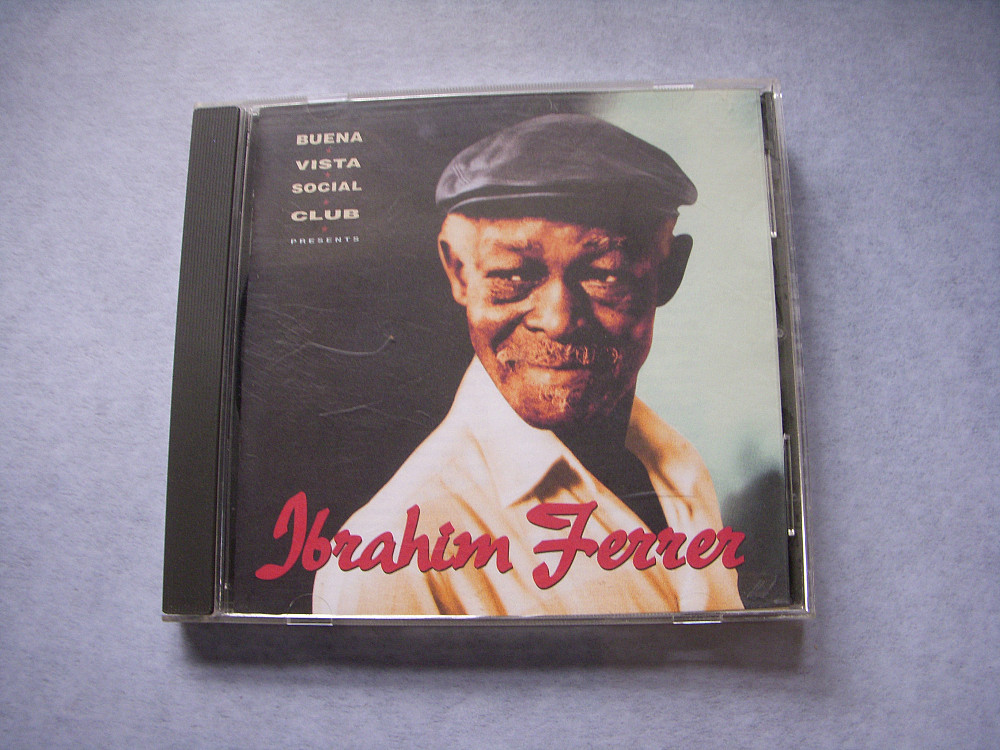 BUENA
VISTA
SOCIAL
CLUB
PRESENTS
Ibrahim Ferrer